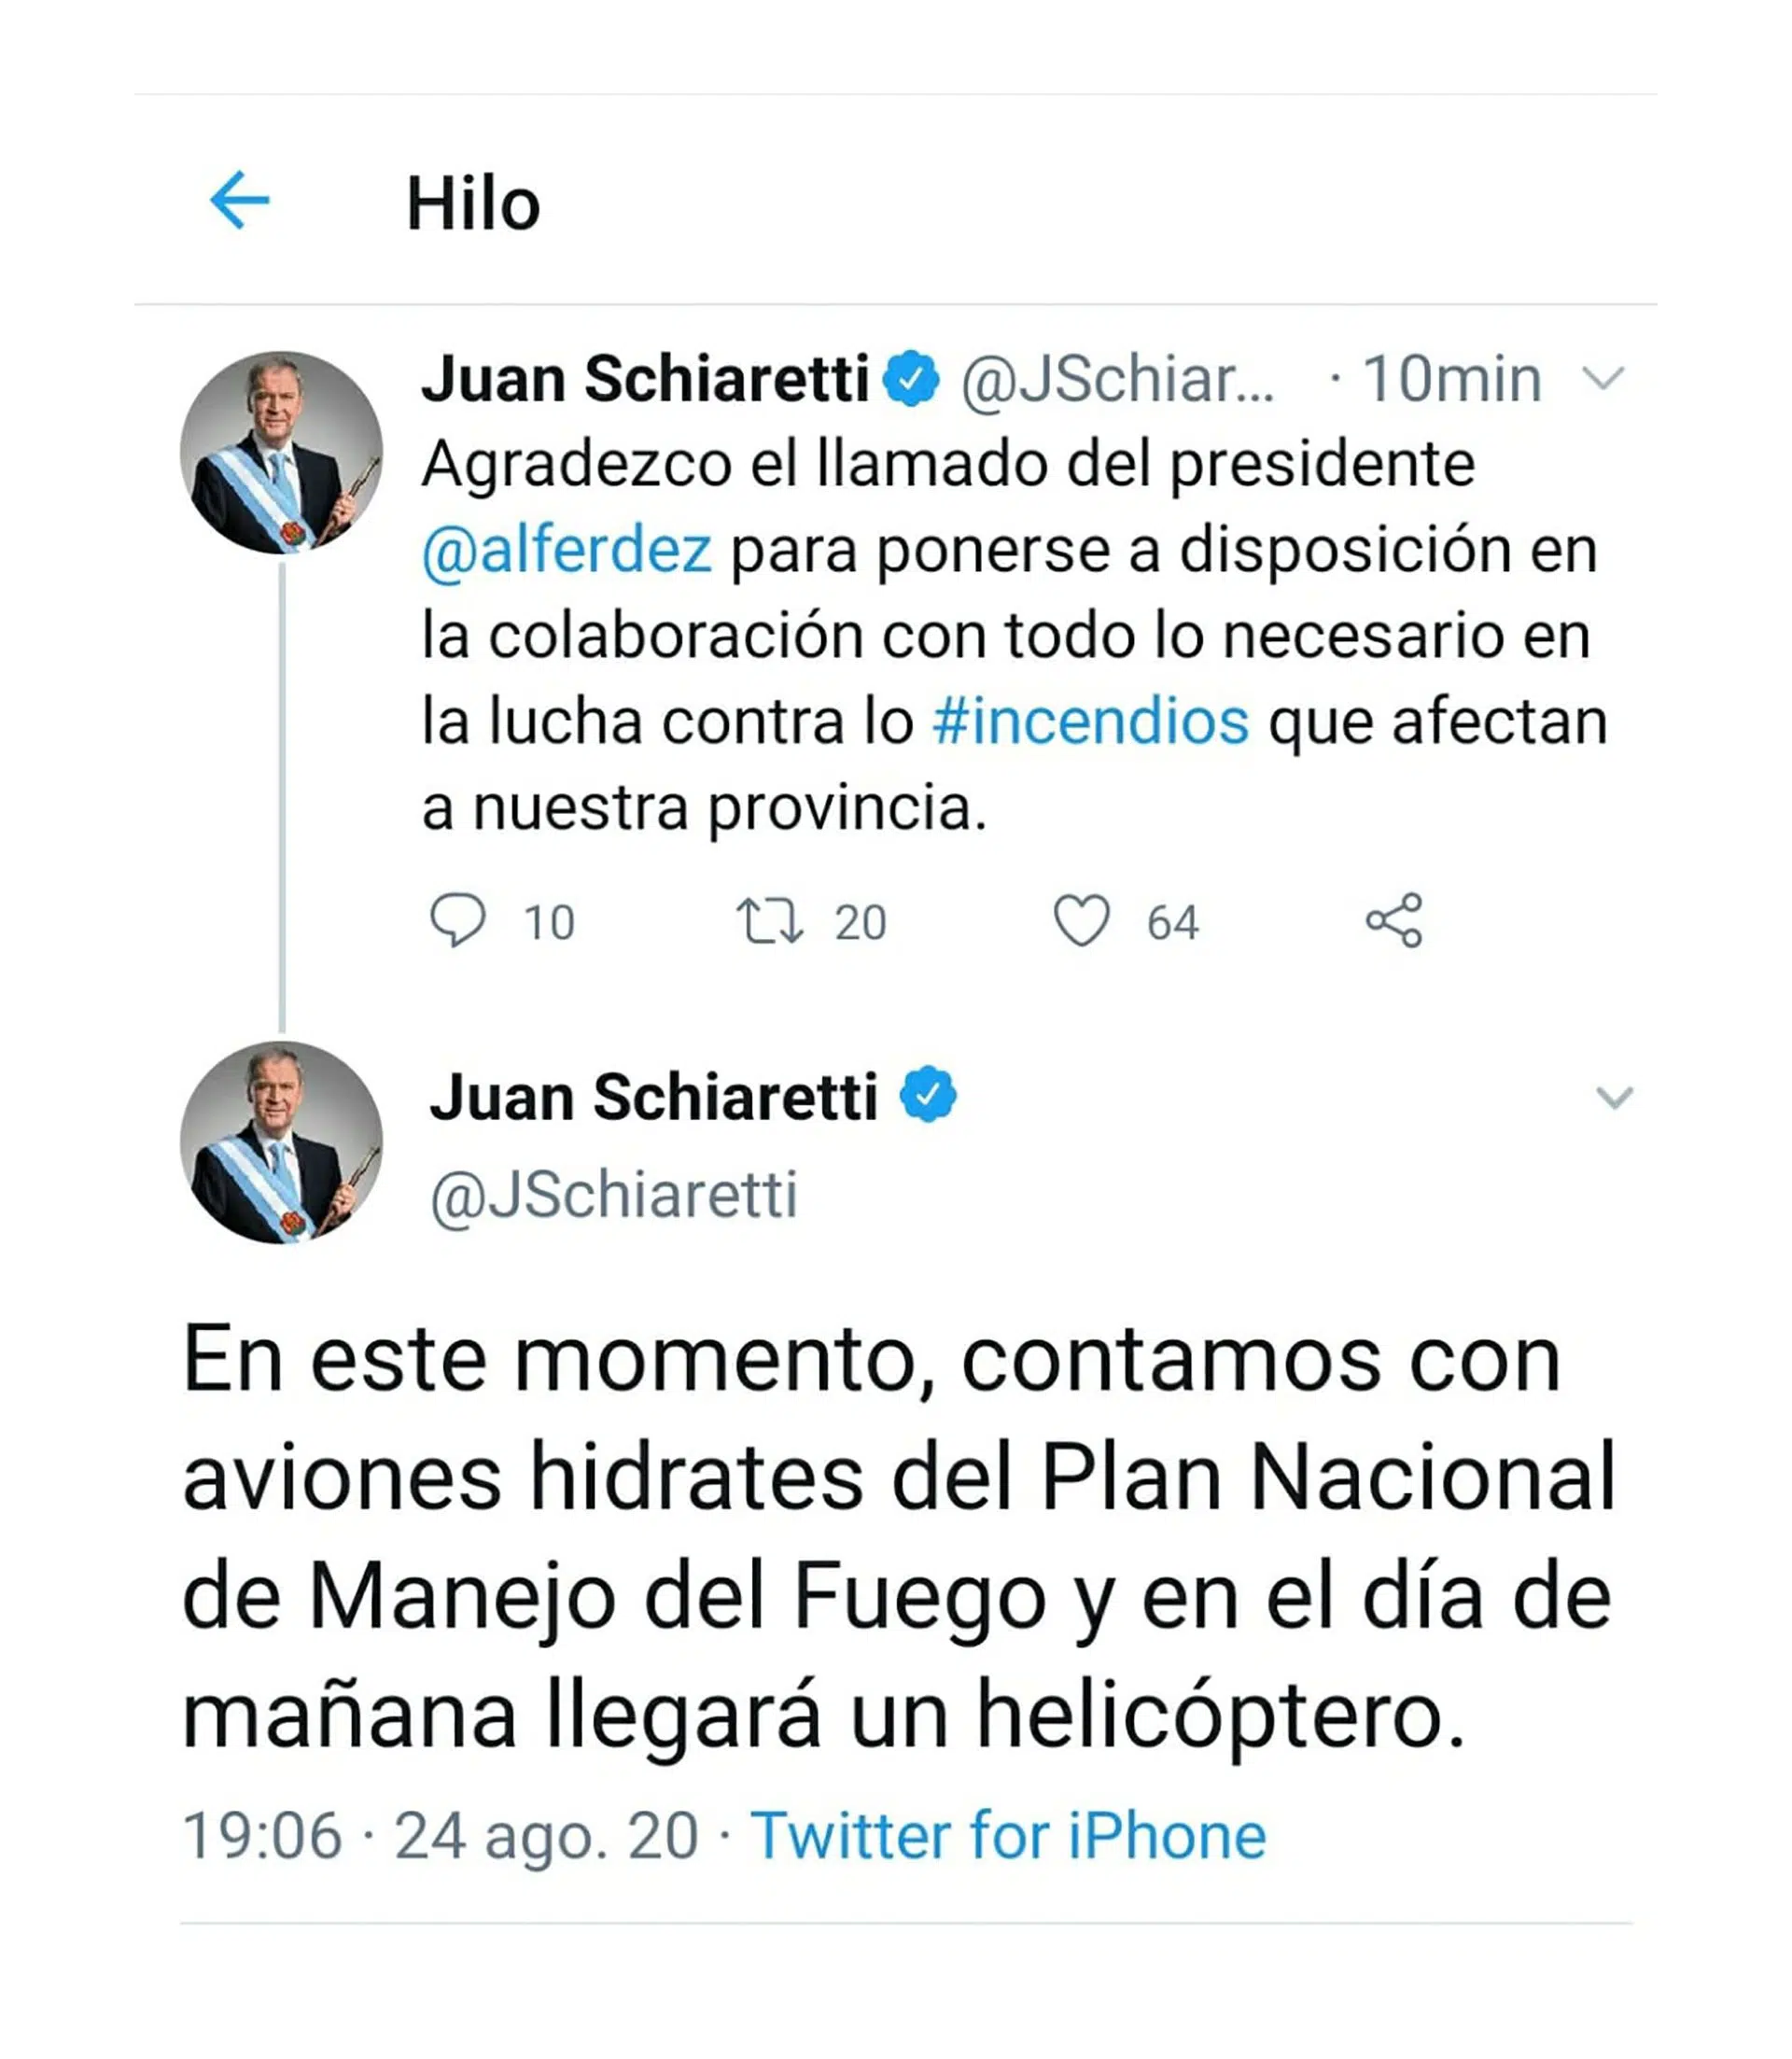 Hilo
Juan Schiaretti @JSchiar... · 10min
Agradezco el llamado del presidente
@alferdez para ponerse a disposición en
la colaboración con todo lo necesario en
la lucha contra lo #incendios que afectan
a nuestra provincia.
10 20 64
Juan Schiaretti
@JSchiaretti
En este momento, contamos con
aviones hidrates del Plan Nacional
de Manejo del Fuego y en el día de
mañana llegará un helicóptero.
19:06 · 24 ago. 20 · Twitter for iPhone